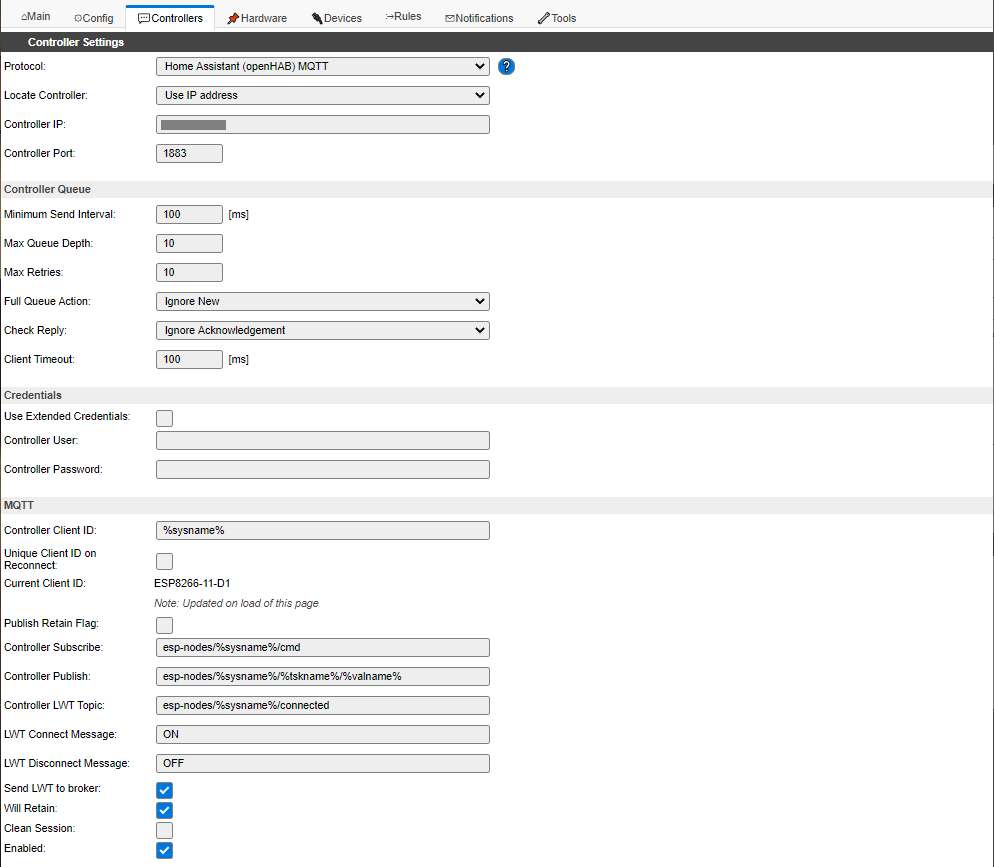 Main Config Controllers Hardware Devices Rules Notifications Tools
Controller Settings
Protocol: Home Assistant (openHAB) MQTT ?
Locate Controller: Use IP address
Controller IP:
Controller Port: 1883
Controller Queue
Minimum Send Interval: 100 [ms]
Max Queue Depth: 10
Max Retries: 10
Full Queue Action: Ignore New
Check Reply: Ignore Acknowledgement
Client Timeout: 100 [ms]
Credentials
Use Extended Credentials:
Controller User:
Controller Password:
MQTT
Controller Client ID: %sysname%
Unique Client ID on
Reconnect:
Current Client ID: ESP8266-11-D1
Note: Updated on load of this page
Publish Retain Flag:
Controller Subscribe: esp-nodes/%sysname%/cmd
Controller Publish: esp-nodes/%sysname%/%tskname%/%valname%
Controller LWT Topic: esp-nodes/%sysname%/connected
LWT Connect Message: ON
LWT Disconnect Message: OFF
Send LWT to broker:
Will Retain:
Clean Session:
Enabled: